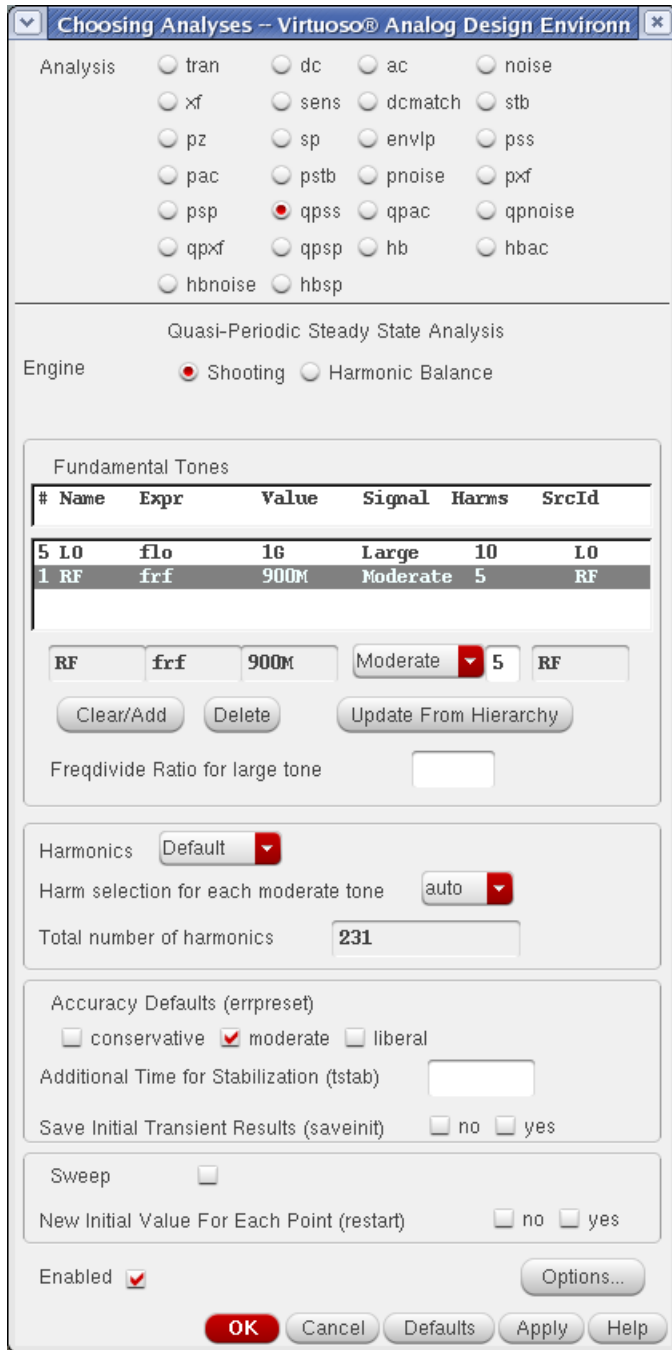 Choosing Analyses -- Virtuoso® Analog Design Environn
Analysis tran dc ac noise
xf sens dcmatch stb
pz sp envlp pss
pac pstb pnoise pxf
psp qpss qpac qpnoise
qpxf qpsp hb hbac
hbnoise hbsp
Quasi-Periodic Steady State Analysis
Engine Shooting Harmonic Balance
Fundamental Tones
# Name Expr Value Signal Harms SrcId
5 LO flo 1G Large 10 LO
1 RF frf 900M Moderate 5 RF
RF frf 900M Moderate 5 RF
Clear/Add Delete Update From Hierarchy
Freqdivide Ratio for large tone
Harmonics Default
Harm selection for each moderate tone auto
Total number of harmonics 231
Accuracy Defaults (errpreset)
conservative moderate liberal
Additional Time for Stabilization (tstab)
Save Initial Transient Results (saveinit) no yes
Sweep
New Initial Value For Each Point (restart) no yes
Enabled Options...
OK Cancel Defaults Apply Help